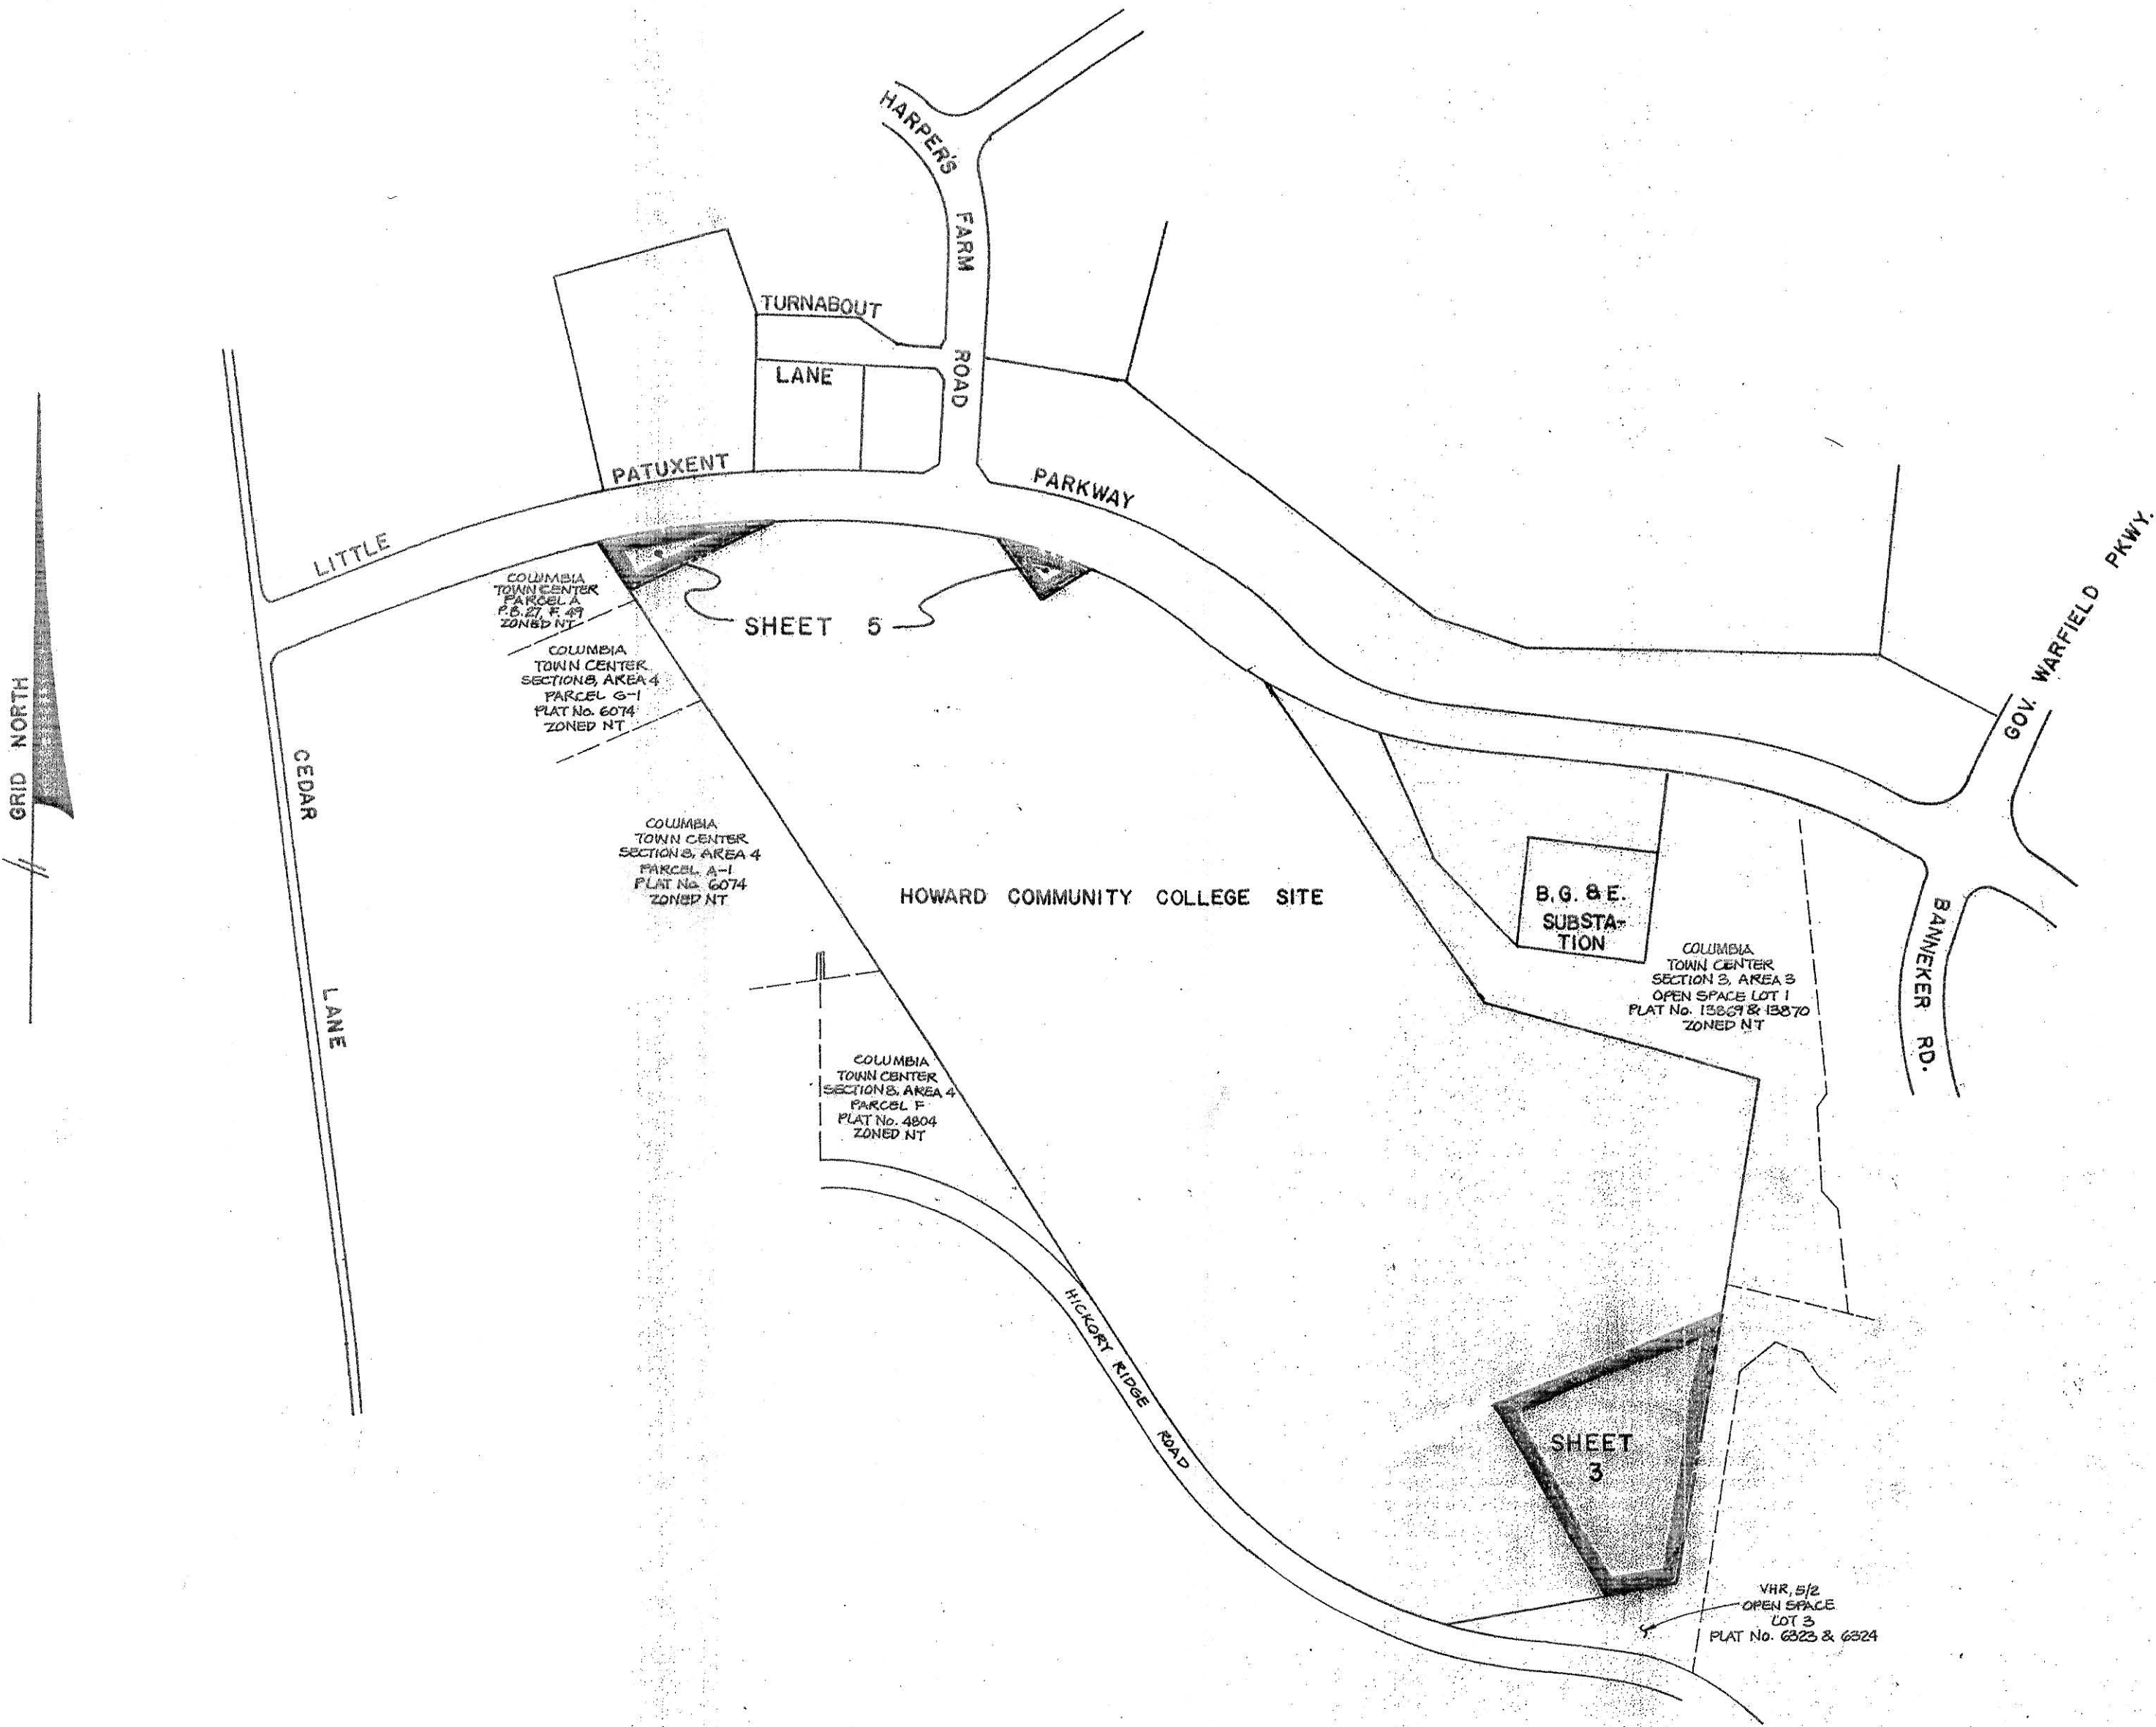 HARPER'S
FARM
ROAD
TURNABOUT
LANE
LITTLE
PATUXENT
PARKWAY
GOV. WARFIELD PKWY.
GRID NORTH
COLUMBIA
TOWN CENTER
PARCEL A
P.B. 27, F. 49
ZONED NT
SHEET 5
COLUMBIA
TOWN CENTER
SECTION 8, AREA 4
PARCEL G-1
PLAT No. 6074
ZONED NT
CEDAR
LANE
COLUMBIA
TOWN CENTER
SECTION 8, AREA 4
PARCEL A-1
PLAT No. 6074
ZONED NT
HOWARD COMMUNITY COLLEGE SITE
B. G. & E.
SUBSTA-
TION
COLUMBIA
TOWN CENTER
SECTION 3, AREA 3
OPEN SPACE LOT 1
PLAT No. 13869 & 13870
ZONED NT
BANNEKER RD.
COLUMBIA
TOWN CENTER
SECTION 8, AREA 4
PARCEL F
PLAT No. 4804
ZONED NT
HICKORY RIDGE ROAD
SHEET
3
VHR, 5/2
OPEN SPACE
LOT 3
PLAT No. 6323 & 6324